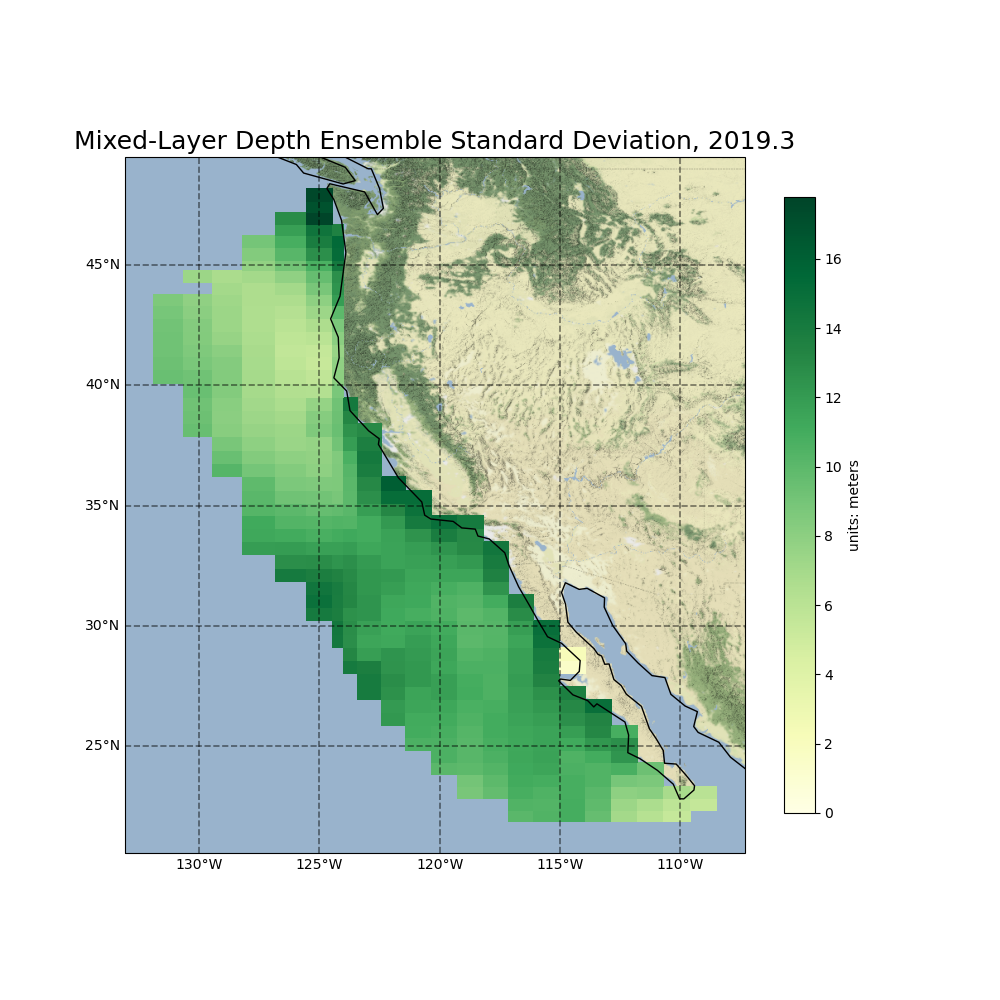 Mixed-Layer Depth Ensemble Standard Deviation, 2019.3
45°N
40°N
35°N
30°N
25°N
130°W
125°W
120°W
115°W
110°W
16
14
12
10
8
6
4
2
0
units: meters